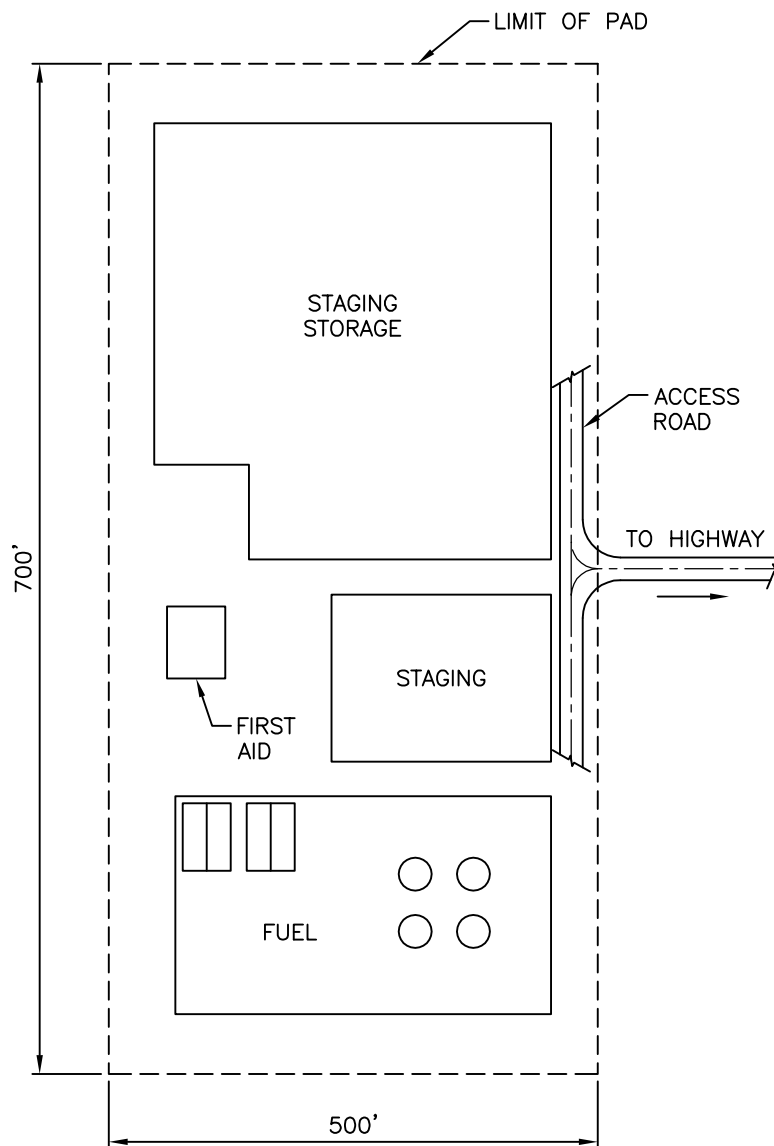 LIMIT OF PAD
STAGING
STORAGE
ACCESS
ROAD
TO HIGHWAY
700'
STAGING
FIRST
AID
FUEL
500'